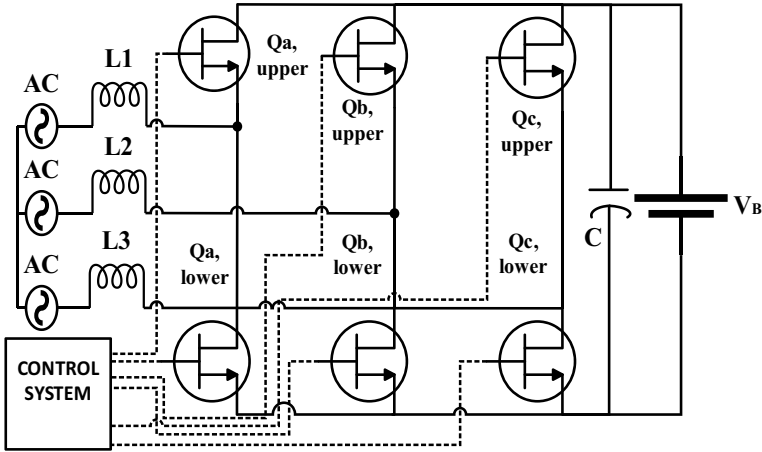 L1
Qa,
upper
AC
Qb,
upper
Qc,
upper
L2
AC
L3
Qa,
lower
Qb,
lower
Qc,
lower
C
VB
AC
CONTROL
SYSTEM